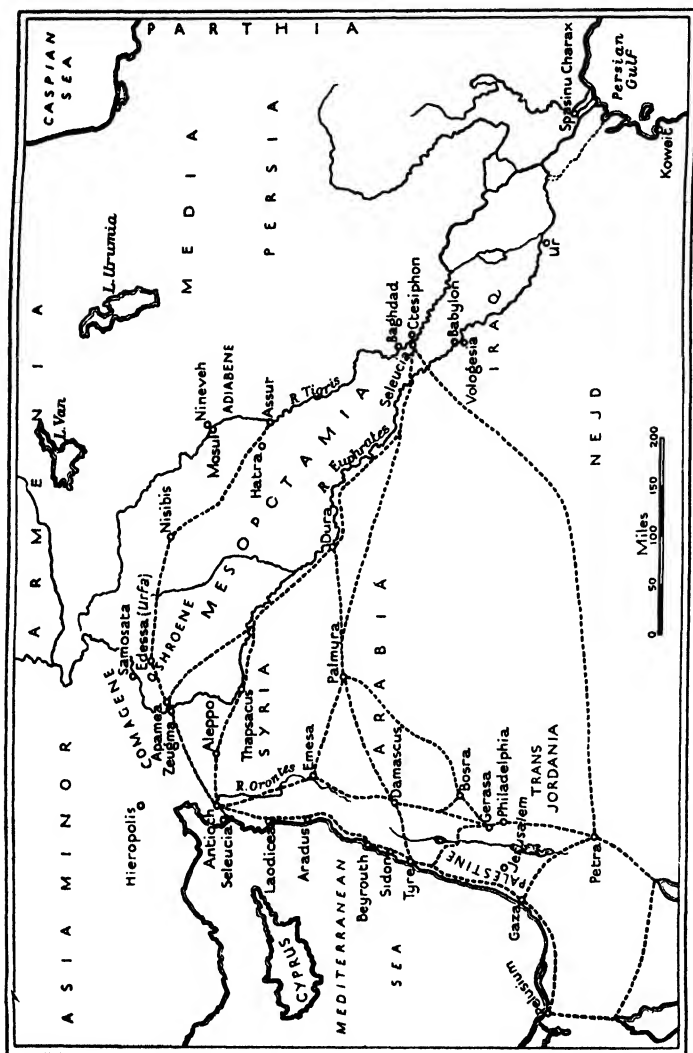 ASIA MINOR
ARMENIA
CASPIAN
SEA
PARTHIA
L. Van
L. Urumia
MEDIA
PERSIA
COMAGENE
Samosata
Edessa (Urfa)
SHROENE
Nisibis
Mosul
Nineveh
ADIABENE
Hatra
Assur
R. Tigris
Hieropolis
Apamea
Zeugma
MESOPOTAMIA
Antioch
Seleucia
Aleppo
Thapsacus
SYRIA
R. Euphrates
Laodicea
R. Orontes
Aradus
Emesa
Dura
Palmyra
Baghdad
Seleucia
Ctesiphon
CYPRUS
MEDITERRANEAN
SEA
Beyrouth
Sidon
Tyre
Damascus
ARABIA
Babylon
Vologesia
IRAQ
Ur
Spasinu Charax
Persian
Gulf
Koweit
Bosra
Gerasa
Philadelphia
TRANS
JORDANIA
Jerusalem
PALESTINE
Gaza
Pelusium
Petra
NEJD
0 50 100 150 200
Miles